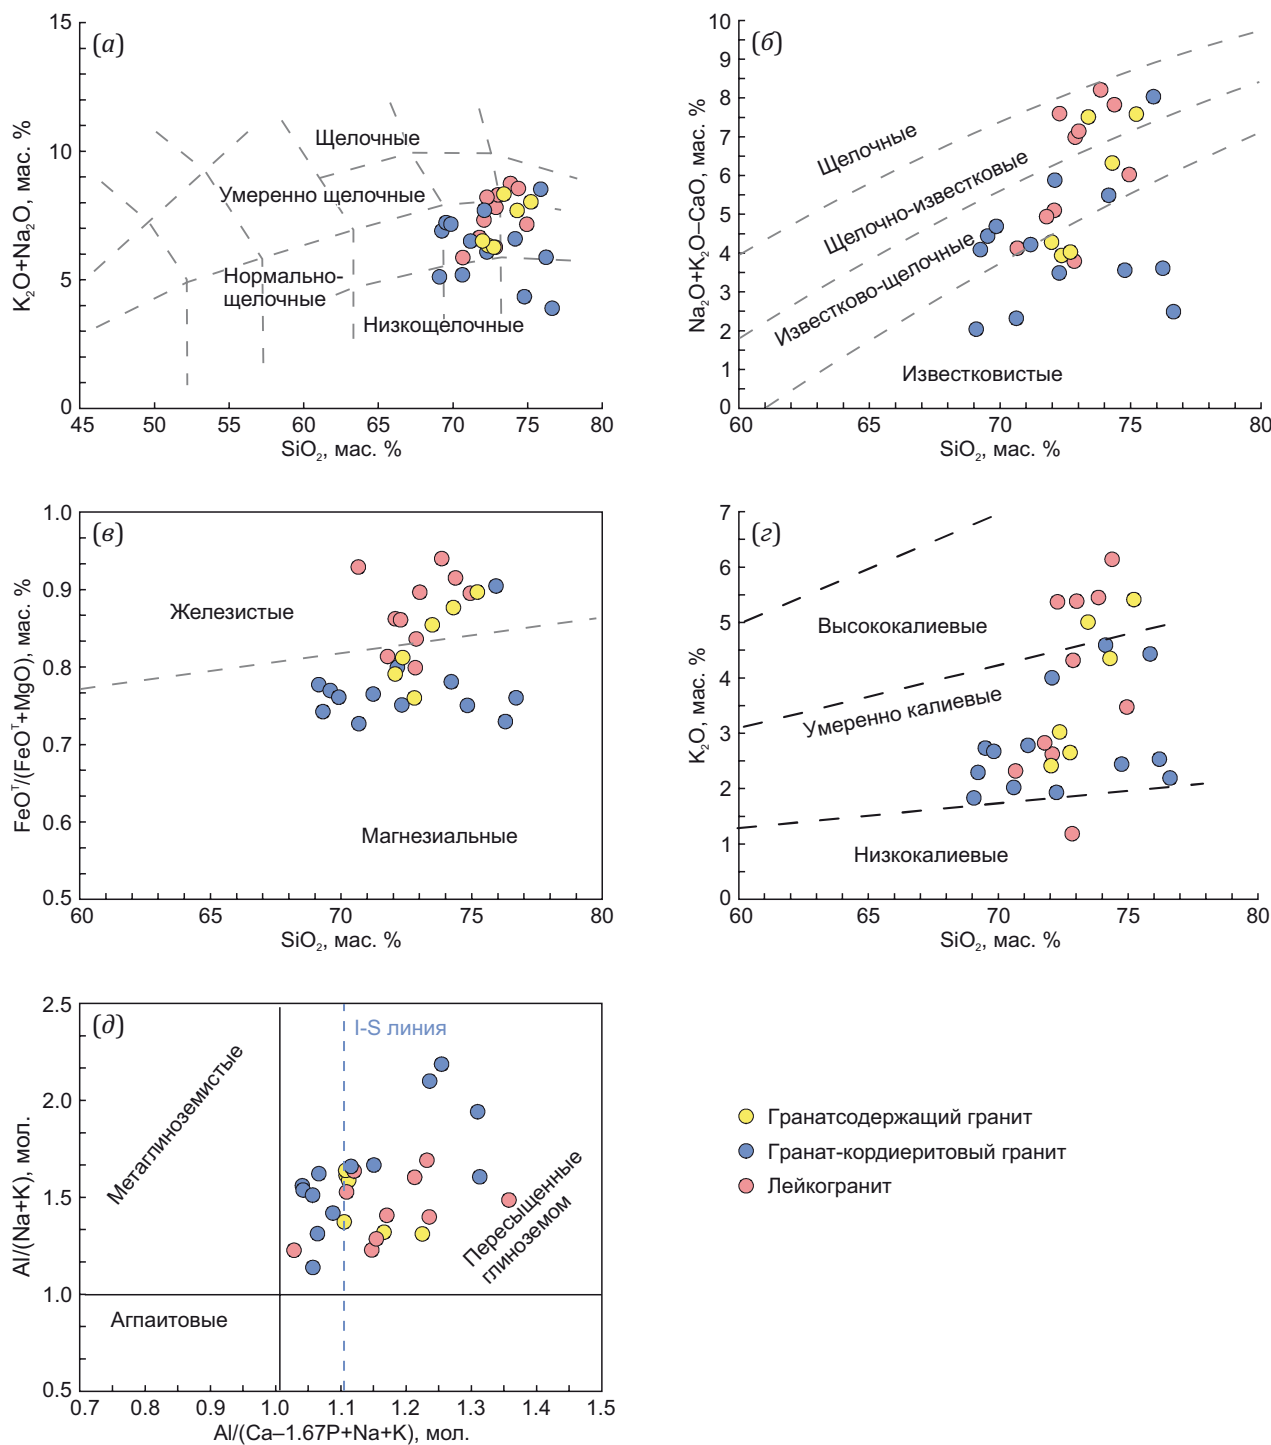 (а)
15
10
5
0
K₂O+Na₂O, мас. %
Щелочные
Умеренно щелочные
Нормально-
щелочные
Низкощелочные
45 50 55 60 65 70 75 80
SiO₂, мас. %
(б)
10
9
8
7
6
5
4
3
2
1
0
Na₂O+K₂O–CaO, мас. %
Щелочные
Щелочно-известковые
Известково-щелочные
Известковистые
60 65 70 75 80
SiO₂, мас. %
(в)
1.0
0.9
0.8
0.7
0.6
0.5
FeOᵀ/(FeOᵀ+MgO), мас. %
Железистые
Магнезиальные
60 65 70 75 80
SiO₂, мас. %
(г)
7
6
5
4
3
2
1
0
K₂O, мас. %
Высококалиевые
Умеренно калиевые
Низкокалиевые
60 65 70 75 80
SiO₂, мас. %
(д)
2.5
2.0
1.5
1.0
0.5
Al/(Na+K), мол.
I-S линия
Метаглиноземистые
Пересыщенные
глиноземом
Агпаитовые
0.7 0.8 0.9 1.0 1.1 1.2 1.3 1.4 1.5
Al/(Ca–1.67P+Na+K), мол.
Гранатсодержащий гранит
Гранат-кордиеритовый гранит
Лейкогранит